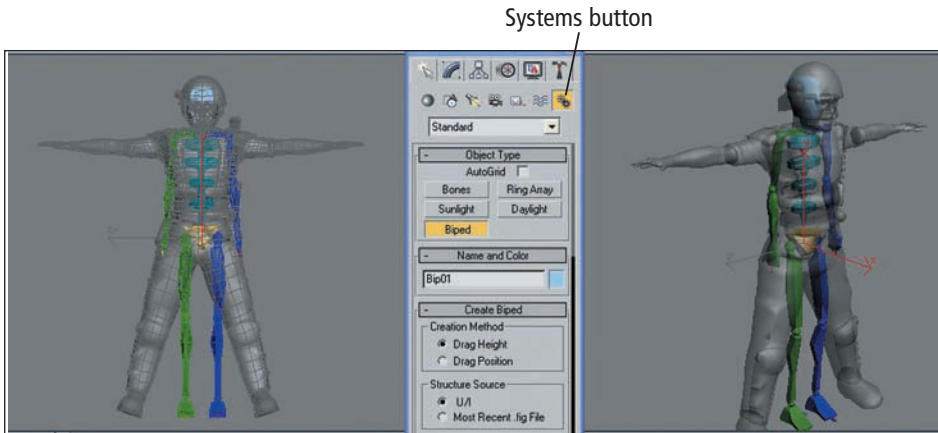 Systems button
Standard
- Object Type
AutoGrid
Bones Ring Array
Sunlight Daylight
Biped
- Name and Color
Bip01
- Create Biped
Creation Method
Drag Height
Drag Position
Structure Source
U/I
Most Recent .fig File